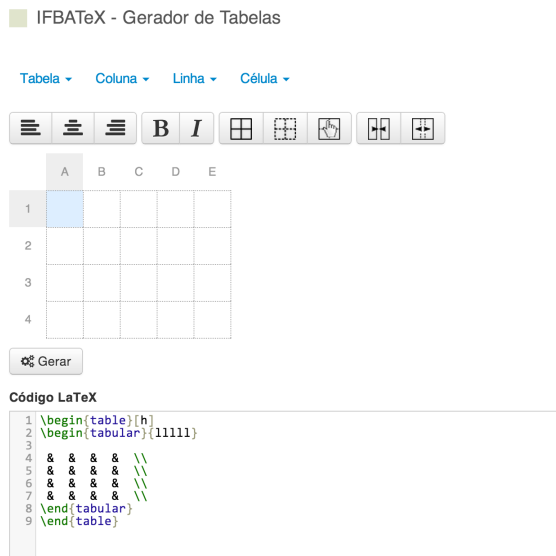 IFBATeX - Gerador de Tabelas
Tabela Coluna Linha Célula
B I
A B C D E
1
2
3
4
Gerar
Código LaTeX
1 \begin{table}[h]
2 \begin{tabular}{lllll}
3
4 & & & & \\
5 & & & & \\
6 & & & & \\
7 & & & & \\
8 \end{tabular}
9 \end{table}